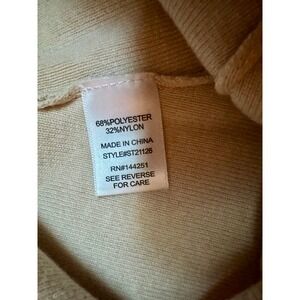 68%POLYESTER
32%NYLON
MADE IN CHINA
STYLE#ST21126
RN#144251
SEE REVERSE
FOR CARE